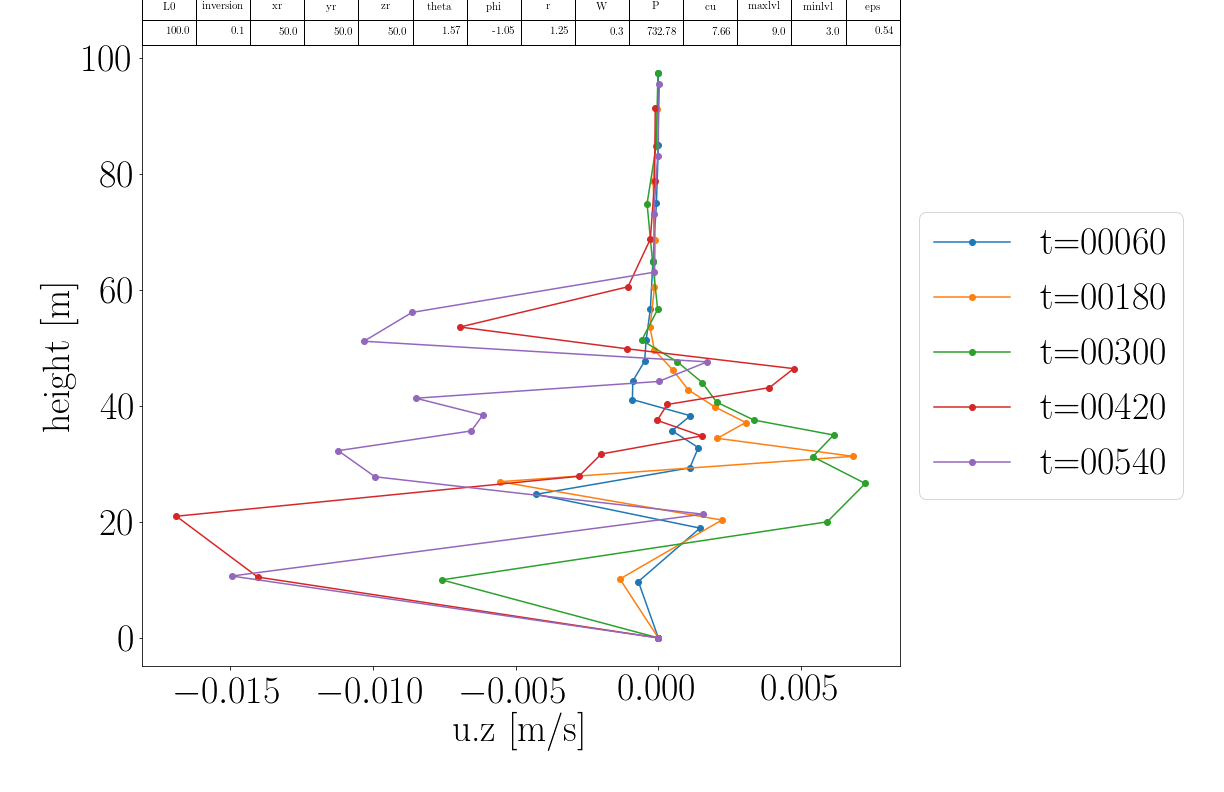 L0 inversion xr yr zr theta phi r W P cu maxlvl minlvl eps
100.0 0.1 50.0 50.0 50.0 1.57 -1.05 1.25 0.3 732.78 7.66 9.0 3.0 0.54
100
80
60
40
20
0
height [m]
−0.015 −0.010 −0.005 0.000 0.005
u.z [m/s]
t=00060
t=00180
t=00300
t=00420
t=00540